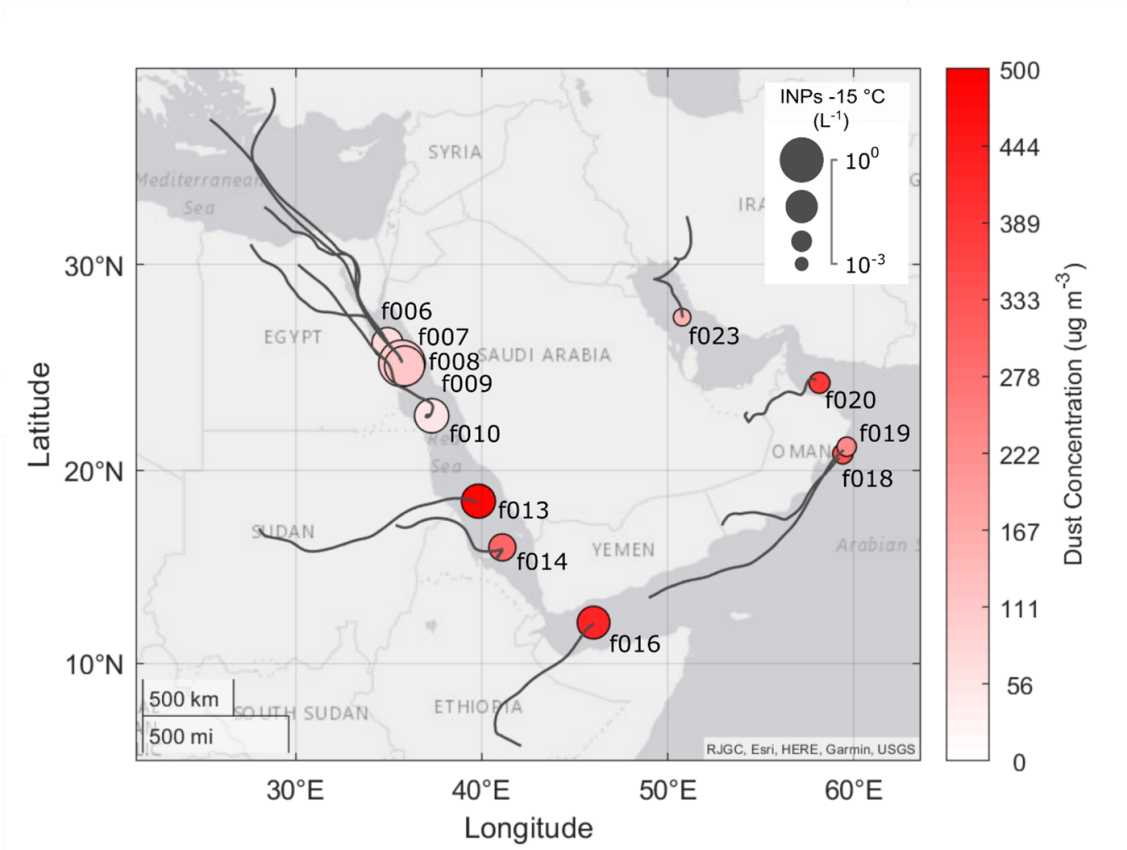 INPs -15 °C
(L-1)
100
10-3
SYRIA
Mediterranean
Sea
IRA
G
30°N
f006
EGYPT
f007
f008
SAUDI ARABIA
f009
f010
f023
f020
f019
OMAN
f018
Red
Sea
20°N
f013
SUDAN
f014
YEMEN
Arabian S
f016
10°N
500 km
500 mi
SOUTH SUDAN
ETHIOPIA
RJGC, Esri, HERE, Garmin, USGS
30°E
40°E
50°E
60°E
Longitude
Latitude
500
444
389
333
278
222
167
111
56
0
Dust Concentration (ug m-3)